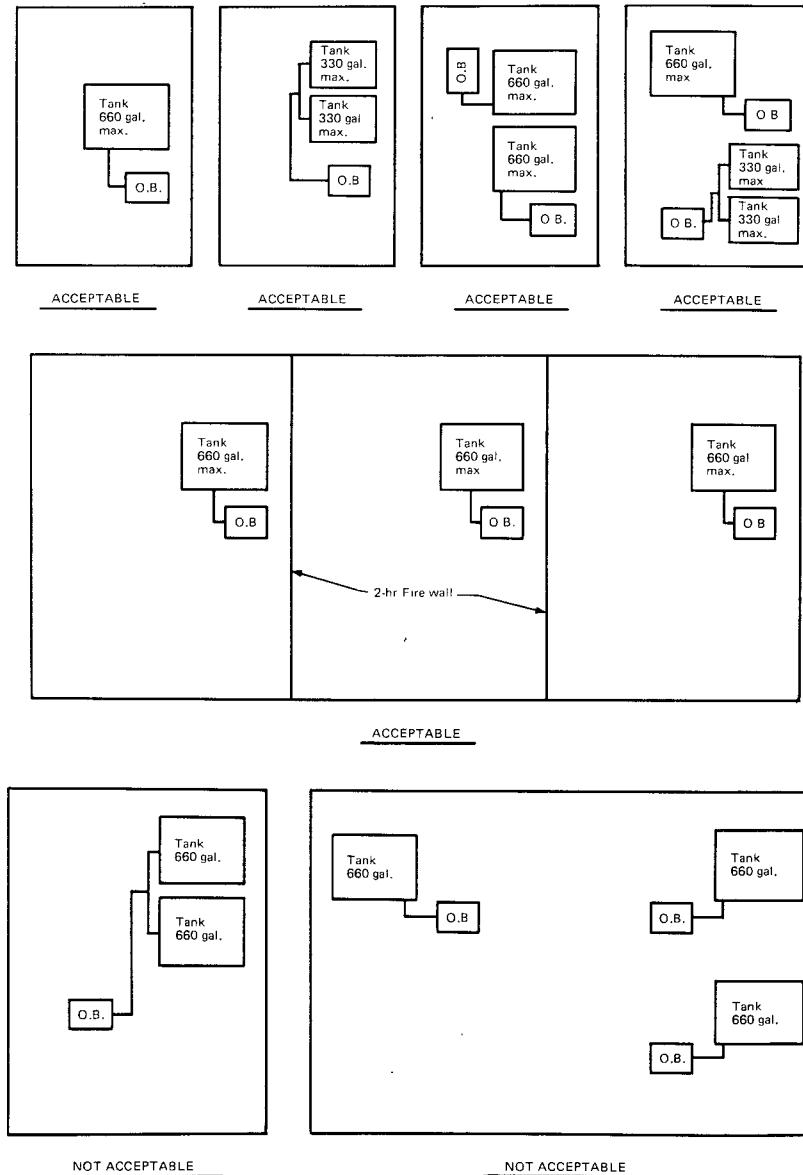 Tank
660 gal.
max.
O.B.
ACCEPTABLE
Tank
330 gal.
max.
Tank
330 gal
max.
O.B
ACCEPTABLE
O.B
Tank
660 gal.
max.
Tank
660 gal.
max.
O B.
ACCEPTABLE
Tank
660 gal.
max
O B
Tank
330 gal.
max
Tank
330 gal
max.
O B.
ACCEPTABLE
Tank
660 gal.
max.
O.B
Tank
660 gal.
max
O B.
Tank
660 gal
max.
O B
2-hr Fire wall
ACCEPTABLE
Tank
660 gal.
Tank
660 gal.
O.B.
NOT ACCEPTABLE
Tank
660 gal.
O.B
Tank
660 gal.
O.B.
Tank
660 gal.
O.B.
NOT ACCEPTABLE